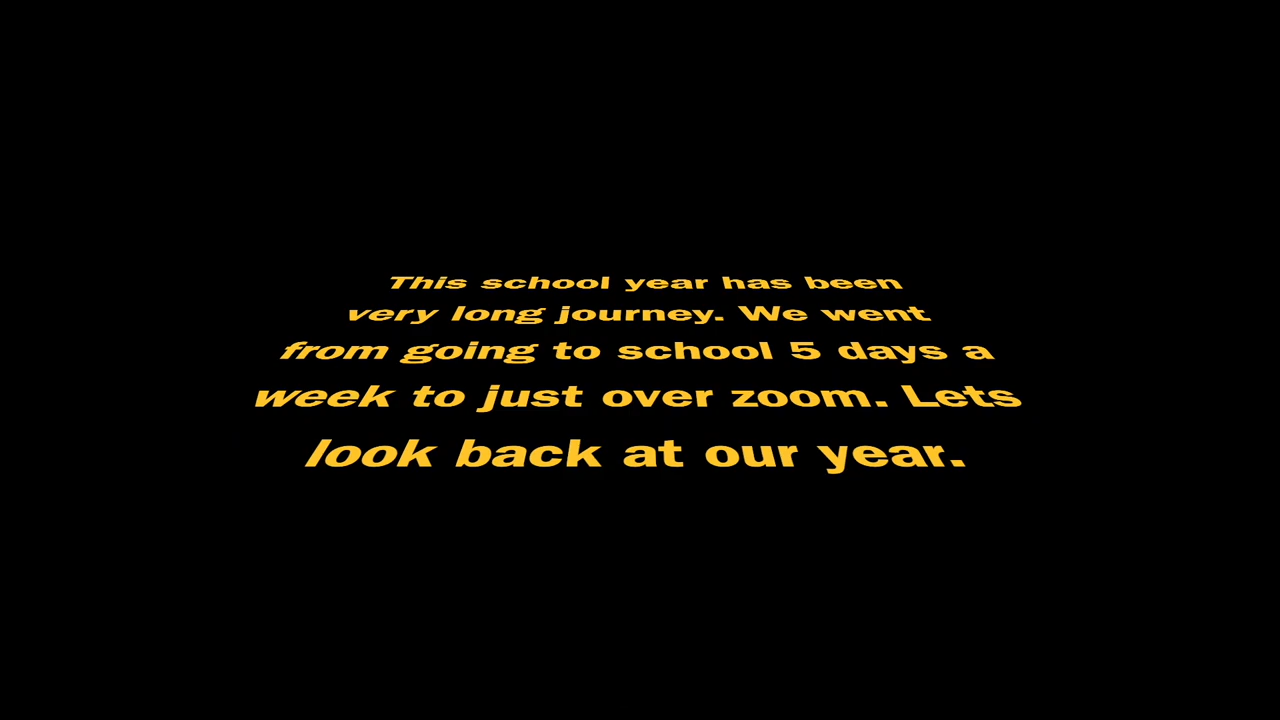 This school year has been
very long journey. We went
from going to school 5 days a
week to just over zoom. Lets
look back at our year.